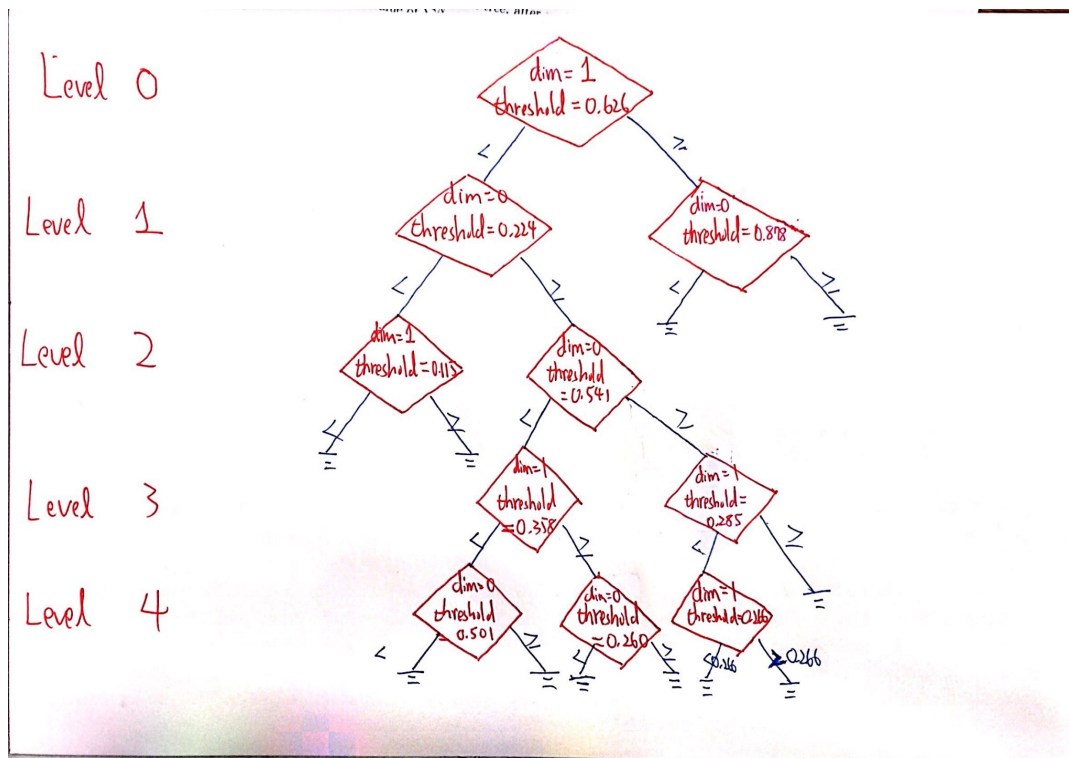 Level 0
dim=1
threshold=0.626
<
≥
Level 1
dim=0
threshold=0.224
dim=0
threshold=0.878
<
≥
<
≥
Level 2
dim=1
threshold=0.115
dim=0
threshold
=0.541
<
≥
<
≥
Level 3
dim=1
threshold
=0.358
dim=1
threshold=
0.285
<
≥
<
≥
Level 4
dim=0
threshold
=0.501
dim=0
threshold
=0.260
dim=1
threshold=0.266
<
≥
<
≥
<0.266
≥0.266